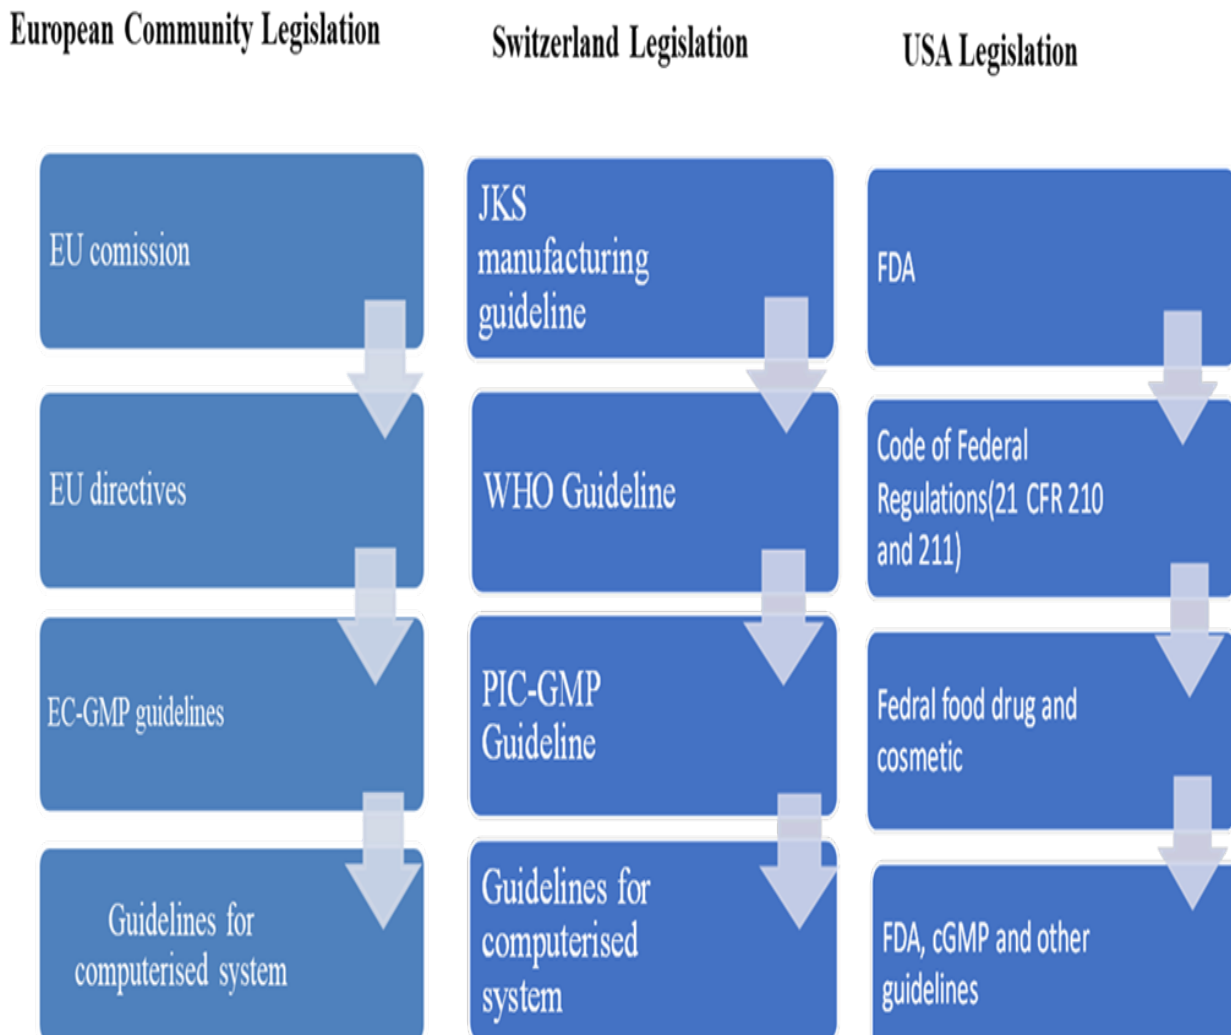 European Community Legislation
Switzerland Legislation
USA Legislation
EU comission
EU directives
EC-GMP guidelines
Guidelines for
computerised system
JKS
manufacturing
guideline
WHO Guideline
PIC-GMP
Guideline
Guidelines for
computerised
system
FDA
Code of Federal
Regulations(21 CFR 210
and 211)
Fedral food drug and
cosmetic
FDA, cGMP and other
guidelines